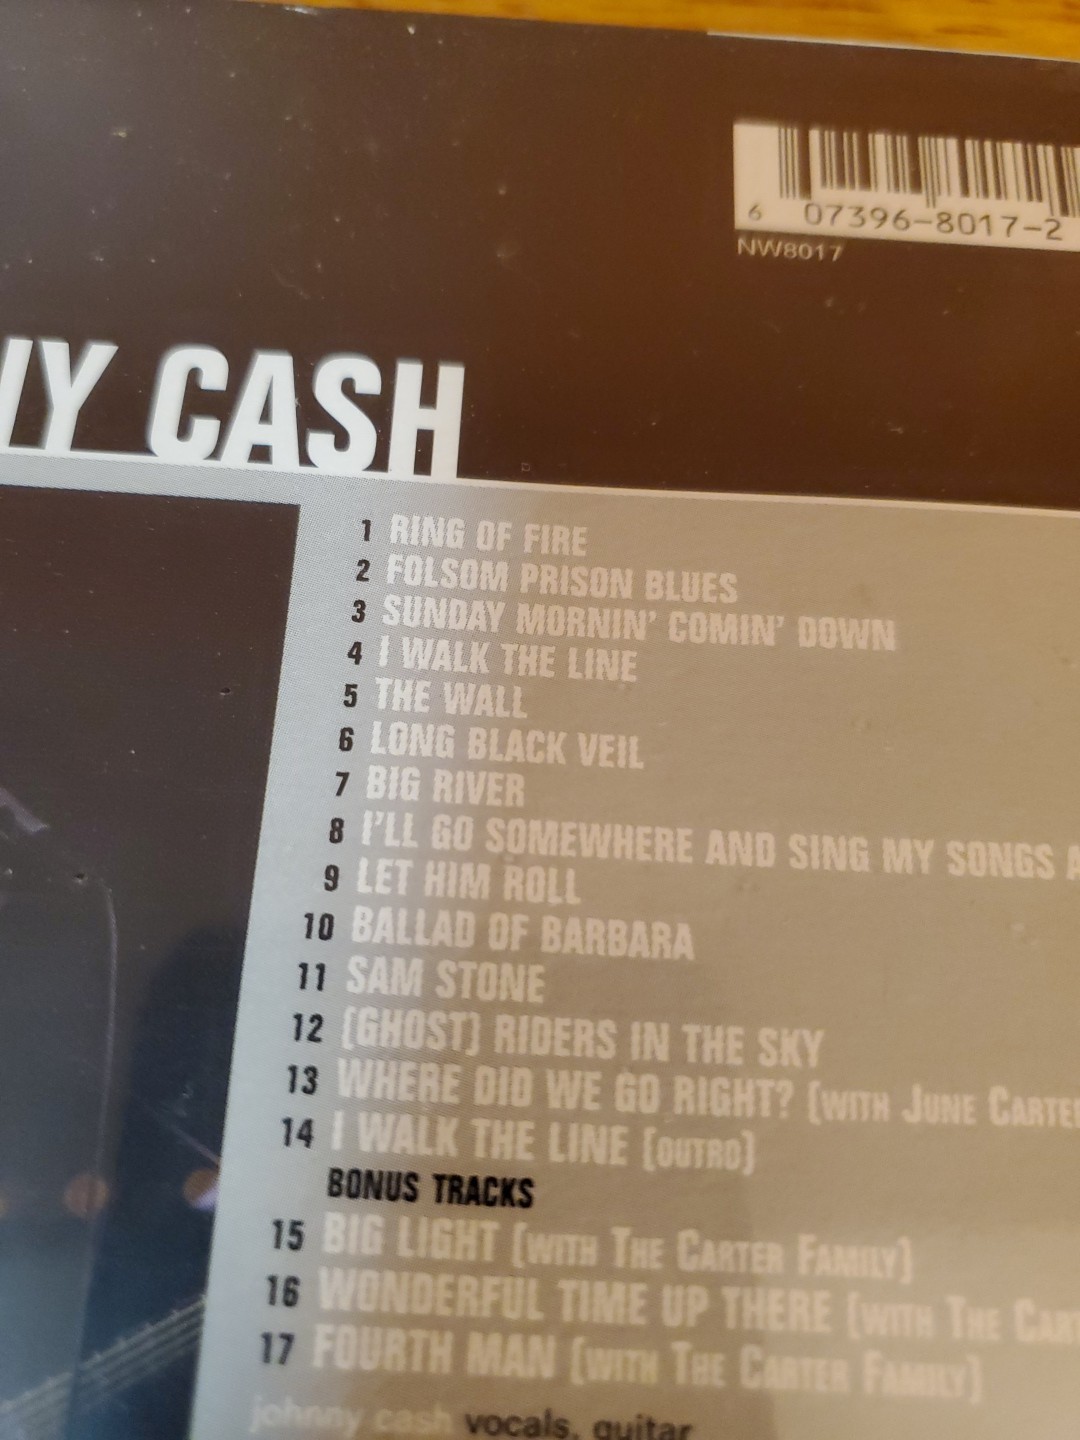 6 07396-8017-2
NW8017
NY CASH
1 RING OF FIRE
2 FOLSOM PRISON BLUES
3 SUNDAY MORNIN' COMIN' DOWN
4 I WALK THE LINE
5 THE WALL
6 LONG BLACK VEIL
7 BIG RIVER
8 I'LL GO SOMEWHERE AND SING MY SONGS A
9 LET HIM ROLL
10 BALLAD OF BARBARA
11 SAM STONE
12 (GHOST) RIDERS IN THE SKY
13 WHERE DID WE GO RIGHT? (WITH JUNE CARTE
14 I WALK THE LINE (OUTRO)
BONUS TRACKS
15 BIG LIGHT (WITH THE CARTER FAMILY)
16 WONDERFUL TIME UP THERE (WITH THE CART
17 FOURTH MAN (WITH THE CARTER FAMILY)
johnny cash vocals, guitar